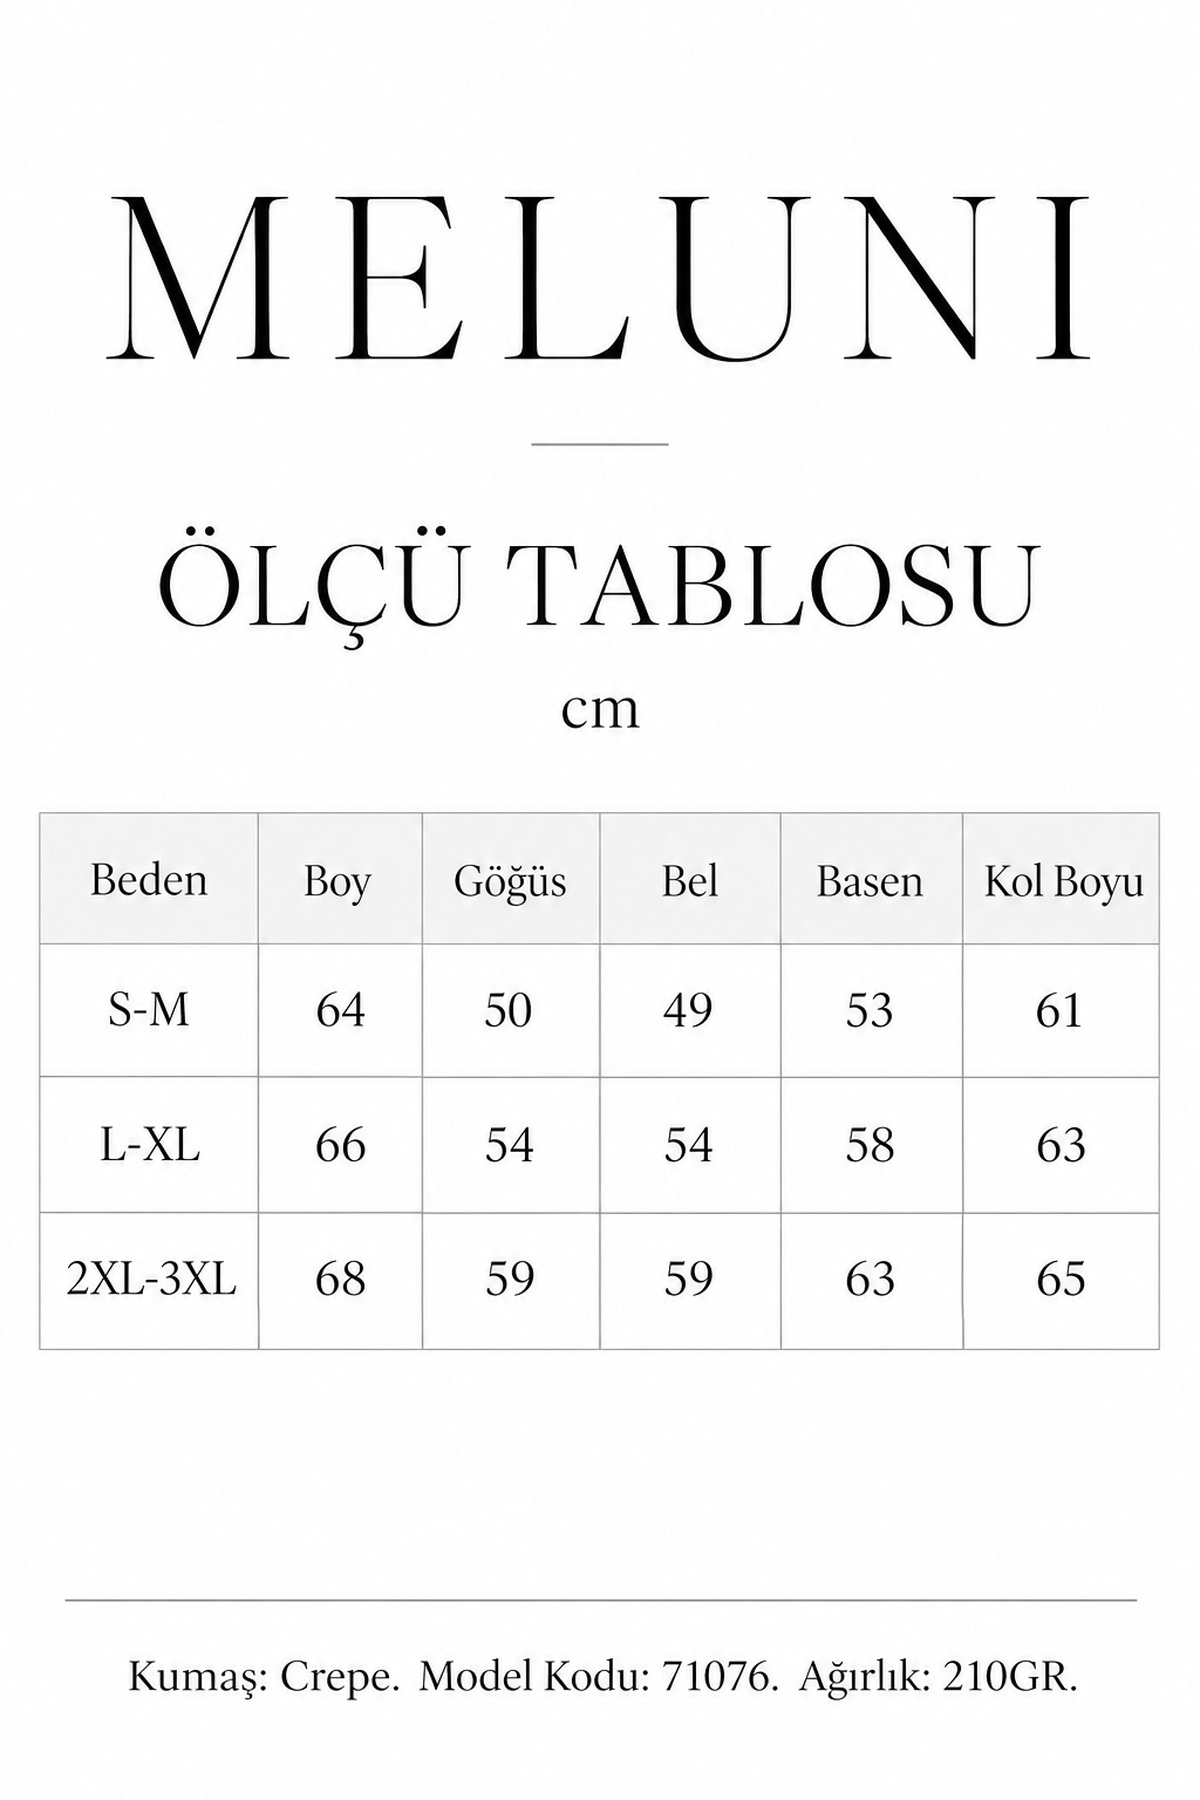 MELUNI
ÖLÇÜ TABLOSU
cm
Beden Boy Göğüs Bel Basen Kol Boyu
S-M 64 50 49 53 61
L-XL 66 54 54 58 63
2XL-3XL 68 59 59 63 65
Kumaş: Crepe. Model Kodu: 71076. Ağırlık: 210GR.